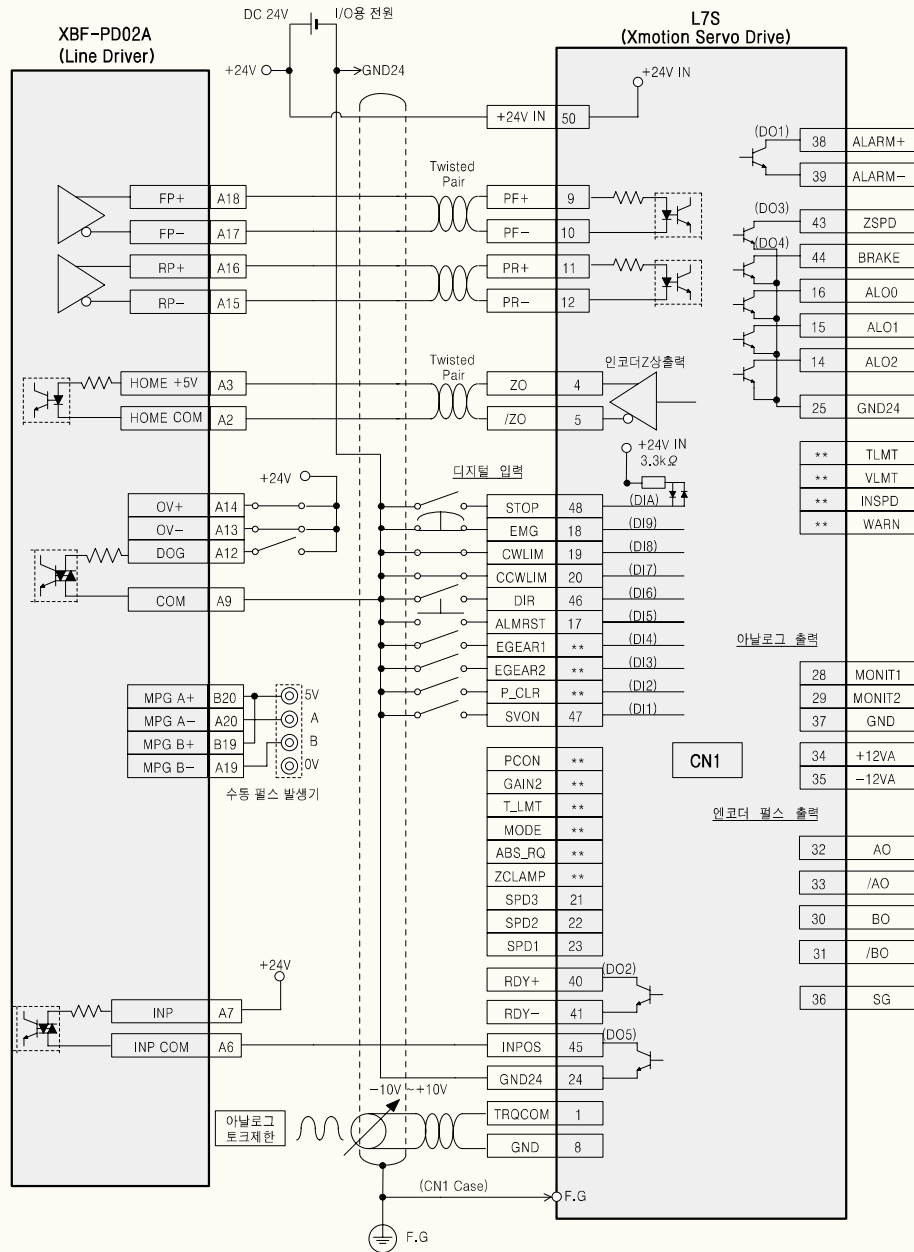 XBF-PD02A
(Line Driver)
DC 24V
I/O용 전원
L7S
(Xmotion Servo Drive)
+24V
GND24
+24V IN
+24V IN
50
(DO1)
38
ALARM+
39
ALARM-
Twisted
Pair
FP+
A18
PF+
9
(DO3)
43
ZSPD
FP-
A17
PF-
10
(DO4)
44
BRAKE
RP+
A16
PR+
11
16
ALO0
RP-
A15
PR-
12
15
ALO1
14
ALO2
Twisted
Pair
인코더Z상출력
HOME +5V
A3
ZO
4
HOME COM
A2
/ZO
5
25
GND24
+24V IN
3.3kΩ
** TLMT
** VLMT
** INSPD
** WARN
디지털 입력
+24V
OV+
A14
STOP
48
(DIA)
OV-
A13
EMG
18
(DI9)
DOG
A12
CWLIM
19
(DI8)
CCWLIM
20
(DI7)
COM
A9
DIR
46
(DI6)
ALMRST
17
(DI5)
EGEAR1
**
(DI4)
EGEAR2
**
(DI3)
P_CLR
**
(DI2)
SVON
47
(DI1)
아날로그 출력
28
MONIT1
29
MONIT2
37
GND
34
+12VA
35
-12VA
MPG A+
B20
5V
MPG A-
A20
A
MPG B+
B19
B
MPG B-
A19
0V
수동 펄스 발생기
PCON
**
GAIN2
**
T_LMT
**
MODE
**
ABS_RQ
**
ZCLAMP
**
SPD3
21
SPD2
22
SPD1
23
CN1
엔코더 펄스 출력
32
AO
33
/AO
30
BO
31
/BO
36
SG
+24V
RDY+
40
(DO2)
RDY-
41
INP
A7
INP COM
A6
INPOS
45
(DO5)
GND24
24
-10V ~+10V
아날로그
토크제한
TRQCOM
1
GND
8
(CN1 Case)
F.G
F.G